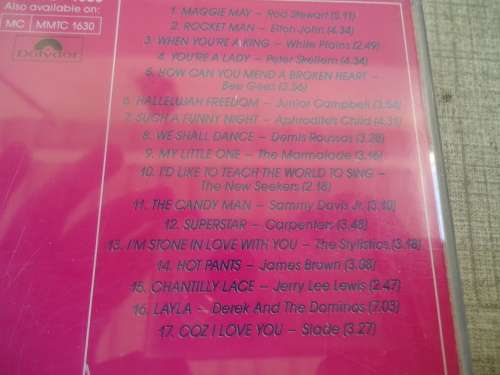 Also available on:
MC MMTC 1630
Polydor
1. MAGGIE MAY – Rod Stewart (5.11)
2. ROCKET MAN – Elton John (4.34)
3. WHEN YOU'RE A KING – White Plains (2.49)
4. YOU'RE A LADY – Peter Skellern (4.34)
5. HOW CAN YOU MEND A BROKEN HEART –
Bee Gees (3.56)
6. HALLELUJAH FREEDOM – Junior Campbell (3.54)
7. SUCH A FUNNY NIGHT – Aphrodite's Child (4.31)
8. WE SHALL DANCE – Demis Roussos (3.28)
9. MY LITTLE ONE – The Marmalade (3.16)
10. I'D LIKE TO TEACH THE WORLD TO SING –
The New Seekers (2.18)
11. THE CANDY MAN – Sammy Davis Jr. (3.10)
12. SUPERSTAR – Carpenters (3.48)
13. I'M STONE IN LOVE WITH YOU – The Stylistics (3.18)
14. HOT PANTS – James Brown (3.08)
15. CHANTILLY LACE – Jerry Lee Lewis (2.47)
16. LAYLA – Derek And The Dominos (7.03)
17. COZ I LOVE YOU – Slade (3.27)